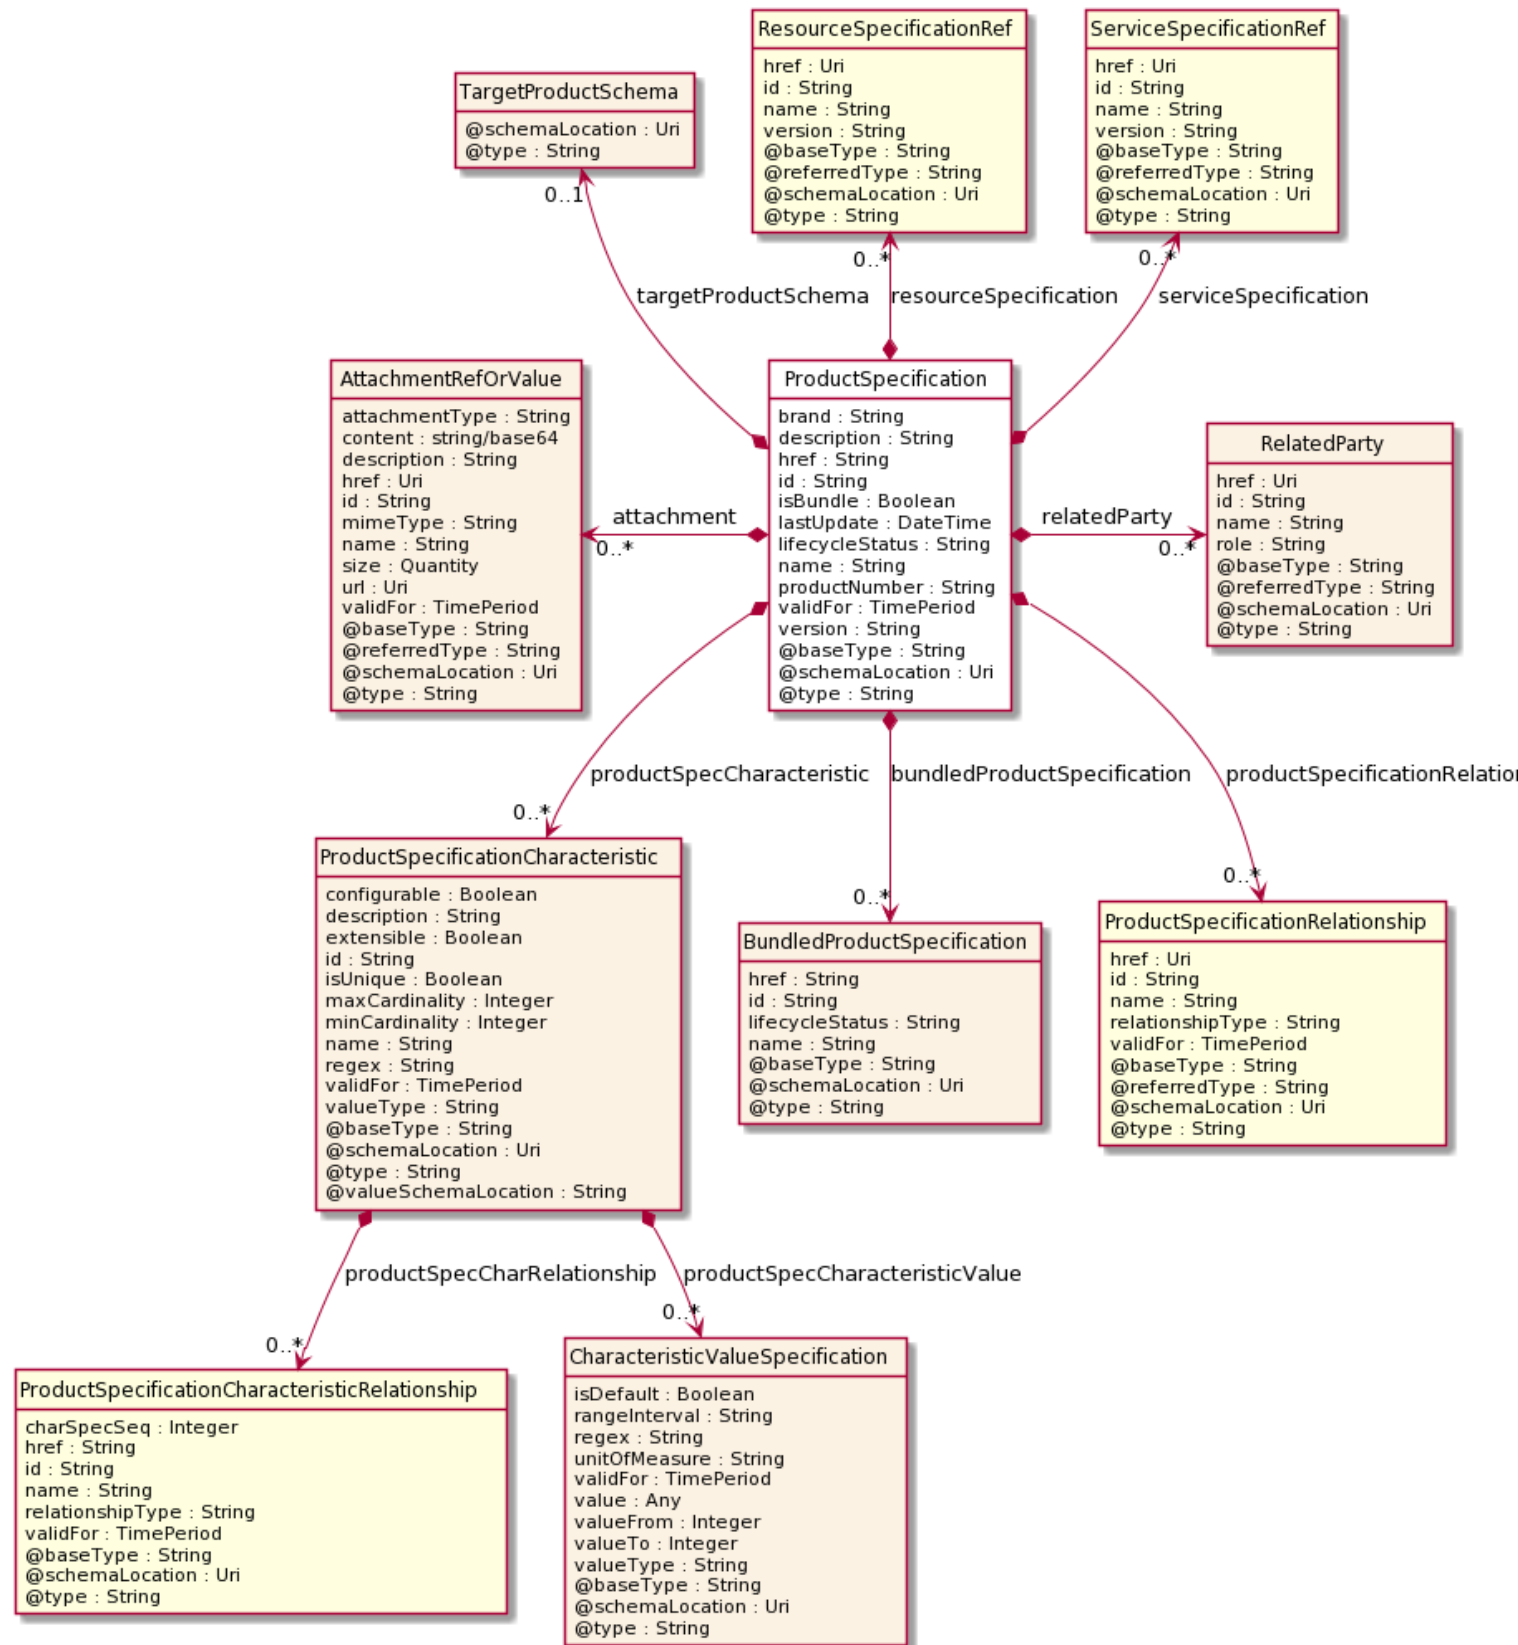 ResourceSpecificationRef
href : Uri
id : String
name : String
version : String
@baseType : String
@referredType : String
@schemaLocation : Uri
@type : String
ServiceSpecificationRef
href : Uri
id : String
name : String
version : String
@baseType : String
@referredType : String
@schemaLocation : Uri
@type : String
TargetProductSchema
@schemaLocation : Uri
@type : String
0..1
0..*
0..*
targetProductSchema
resourceSpecification
serviceSpecification
AttachmentRefOrValue
attachmentType : String
content : string/base64
description : String
href : Uri
id : String
mimeType : String
name : String
size : Quantity
url : Uri
validFor : TimePeriod
@baseType : String
@referredType : String
@schemaLocation : Uri
@type : String
attachment
0..*
ProductSpecification
brand : String
description : String
href : String
id : String
isBundle : Boolean
lastUpdate : DateTime
lifecycleStatus : String
name : String
productNumber : String
validFor : TimePeriod
version : String
@baseType : String
@schemaLocation : Uri
@type : String
relatedParty
0..*
RelatedParty
href : Uri
id : String
name : String
role : String
@baseType : String
@referredType : String
@schemaLocation : Uri
@type : String
productSpecCharacteristic
bundledProductSpecification
productSpecificationRelation
0..*
0..*
0..*
ProductSpecificationCharacteristic
configurable : Boolean
description : String
extensible : Boolean
id : String
isUnique : Boolean
maxCardinality : Integer
minCardinality : Integer
name : String
regex : String
validFor : TimePeriod
valueType : String
@baseType : String
@schemaLocation : Uri
@type : String
@valueSchemaLocation : String
BundledProductSpecification
href : String
id : String
lifecycleStatus : String
name : String
@baseType : String
@schemaLocation : Uri
@type : String
ProductSpecificationRelationship
href : Uri
id : String
name : String
relationshipType : String
validFor : TimePeriod
@baseType : String
@referredType : String
@schemaLocation : Uri
@type : String
productSpecCharRelationship
productSpecCharacteristicValue
0..*
0..*
ProductSpecificationCharacteristicRelationship
charSpecSeq : Integer
href : String
id : String
name : String
relationshipType : String
validFor : TimePeriod
@baseType : String
@schemaLocation : Uri
@type : String
CharacteristicValueSpecification
isDefault : Boolean
rangeInterval : String
regex : String
unitOfMeasure : String
validFor : TimePeriod
value : Any
valueFrom : Integer
valueTo : Integer
valueType : String
@baseType : String
@schemaLocation : Uri
@type : String